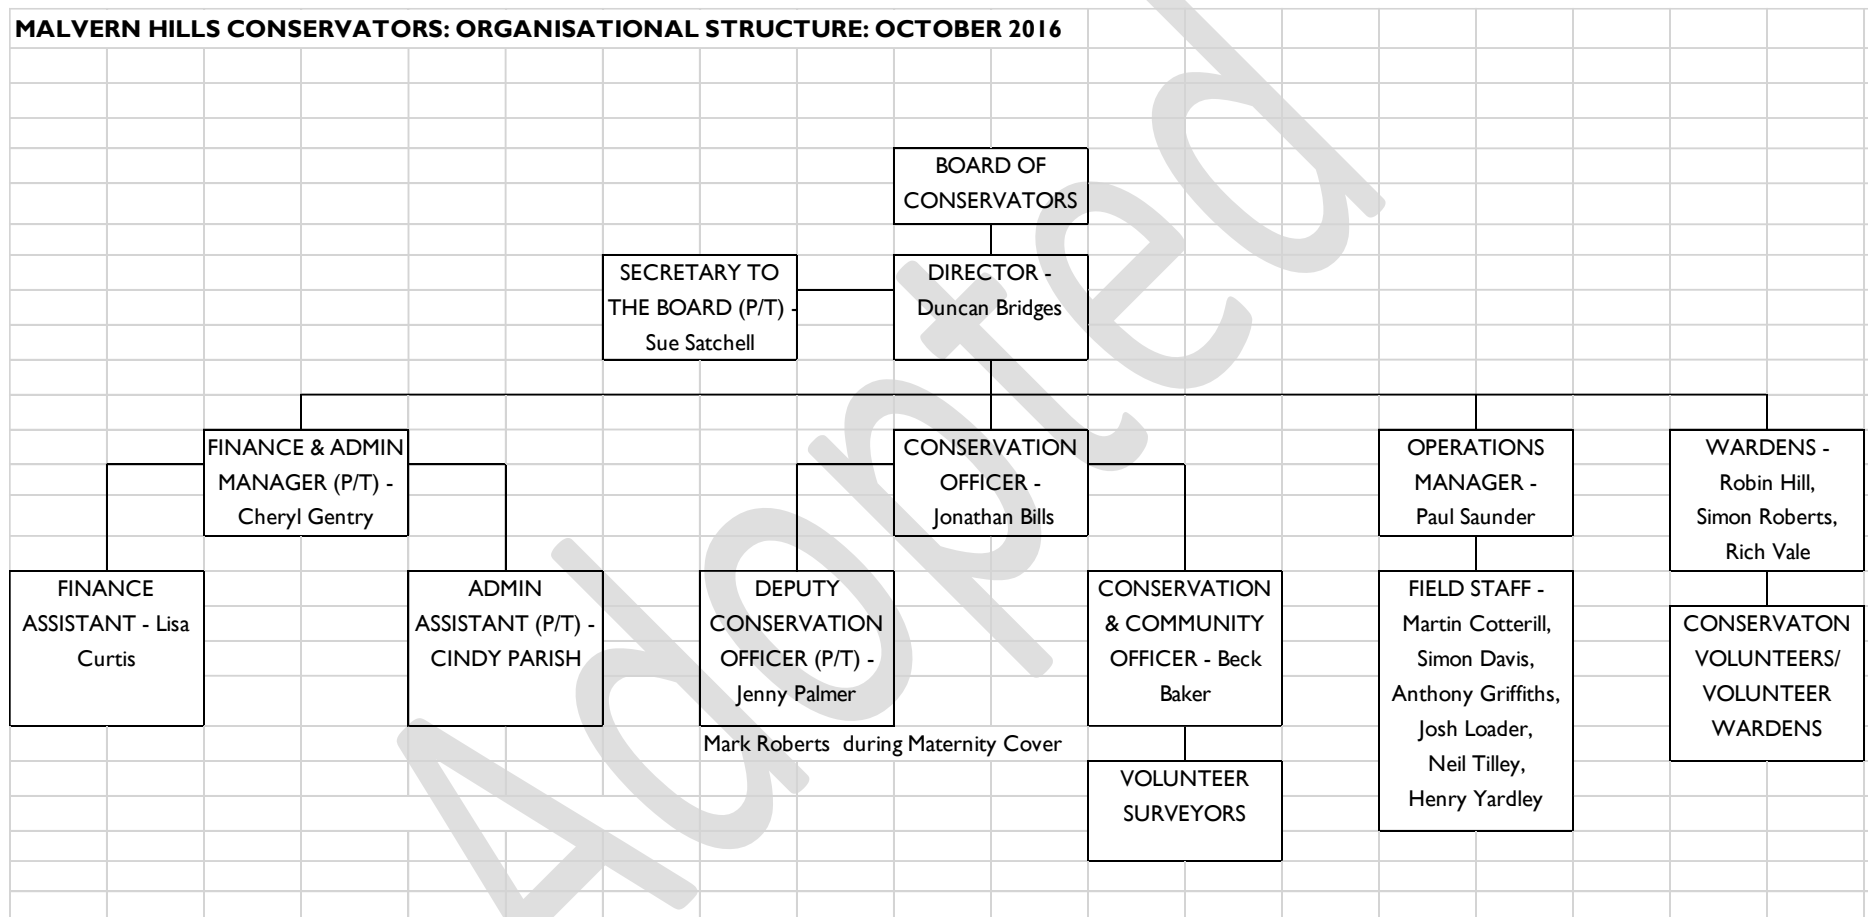 MALVERN HILLS CONSERVATORS: ORGANISATIONAL STRUCTURE: OCTOBER 2016
BOARD OF
CONSERVATORS
SECRETARY TO
THE BOARD (P/T) -
Sue Satchell
DIRECTOR -
Duncan Bridges
FINANCE & ADMIN
MANAGER (P/T) -
Cheryl Gentry
CONSERVATION
OFFICER -
Jonathan Bills
OPERATIONS
MANAGER -
Paul Saunder
WARDENS -
Robin Hill,
Simon Roberts,
Rich Vale
FINANCE
ASSISTANT - Lisa
Curtis
ADMIN
ASSISTANT (P/T) -
CINDY PARISH
DEPUTY
CONSERVATION
OFFICER (P/T) -
Jenny Palmer
Mark Roberts  during Maternity Cover
CONSERVATION
& COMMUNITY
OFFICER - Beck
Baker
VOLUNTEER
SURVEYORS
FIELD STAFF -
Martin Cotterill,
Simon Davis,
Anthony Griffiths,
Josh Loader,
Neil Tilley,
Henry Yardley
CONSERVATON
VOLUNTEERS/
VOLUNTEER
WARDENS
Adopted